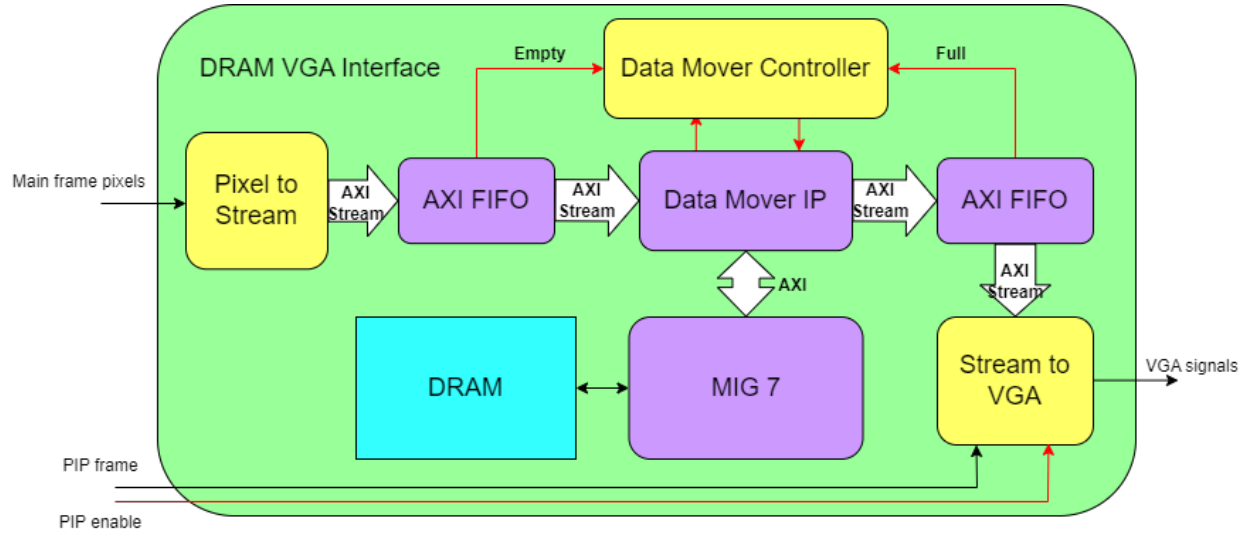 DRAM VGA Interface
Empty
Data Mover Controller
Full
Main frame pixels
Pixel to
Stream
AXI
Stream
AXI FIFO
AXI
Stream
Data Mover IP
AXI
Stream
AXI FIFO
AXI
AXI
Stream
DRAM
MIG 7
Stream to
VGA
VGA signals
PIP frame
PIP enable